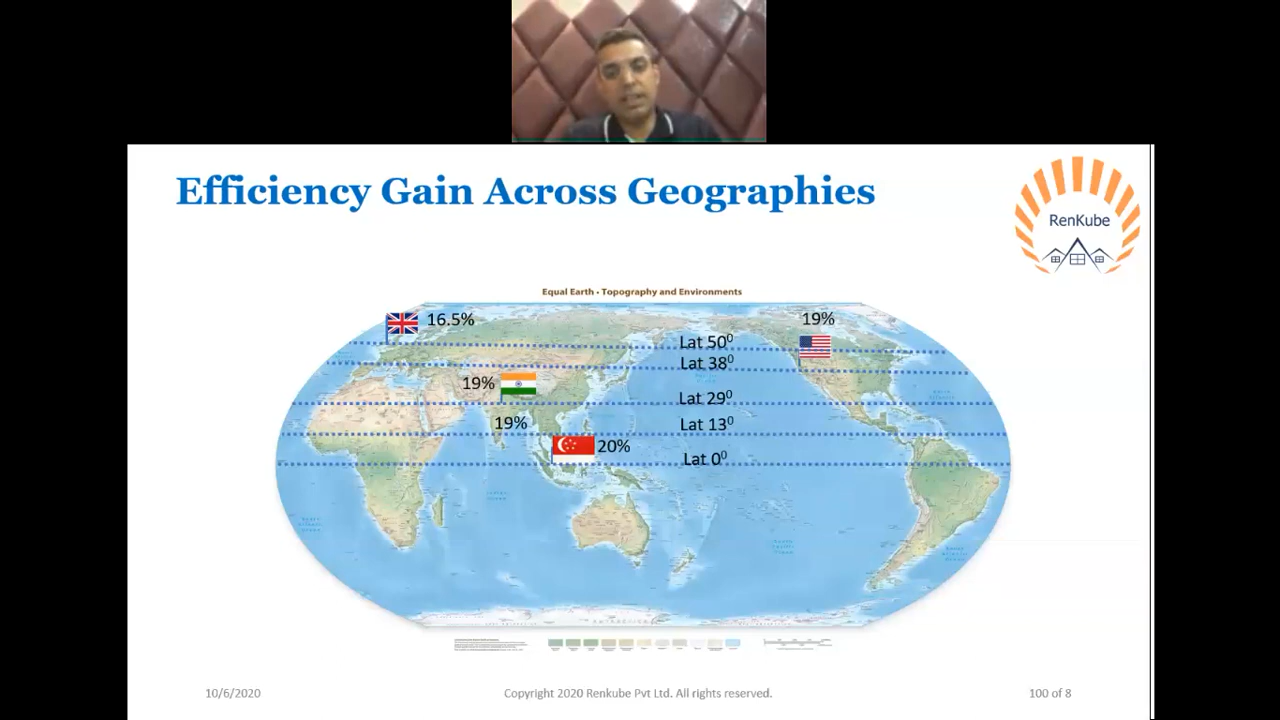 Efficiency Gain Across Geographies
RenKube
Equal Earth • Topography and Environments
16.5%
19%
Lat 50⁰
Lat 38⁰
19%
Lat 29⁰
19%
Lat 13⁰
20%
Lat 0⁰
10/6/2020
Copyright 2020 Renkube Pvt Ltd. All rights reserved.
100 of 8